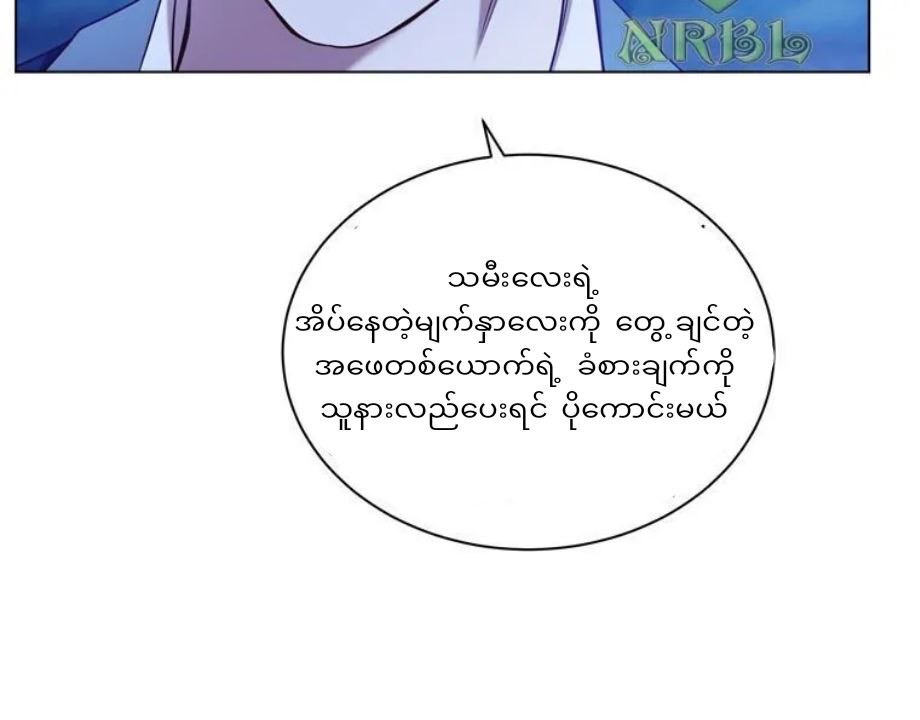 NRBL
သမီးလေးရဲ့
အိပ်နေတဲ့မျက်နှာလေးကို တွေ့ချင်တဲ့
အဖေတစ်ယောက်ရဲ့ ခံစားချက်ကို
သူနားလည်ပေးရင် ပိုကောင်းမယ်